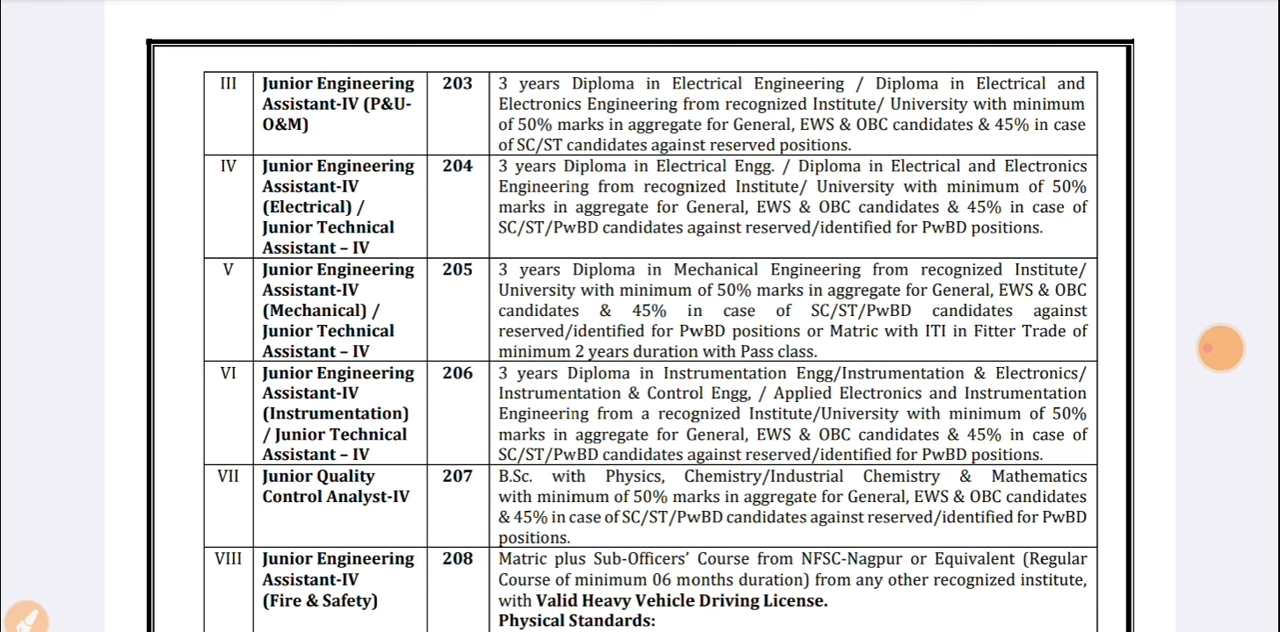 III
Junior Engineering
Assistant-IV (P&U-
O&M)
203
3 years Diploma in Electrical Engineering / Diploma in Electrical and
Electronics Engineering from recognized Institute/ University with minimum
of 50% marks in aggregate for General, EWS & OBC candidates & 45% in case
of SC/ST candidates against reserved positions.
IV
Junior Engineering
Assistant-IV
(Electrical) /
Junior Technical
Assistant – IV
204
3 years Diploma in Electrical Engg. / Diploma in Electrical and Electronics
Engineering from recognized Institute/ University with minimum of 50%
marks in aggregate for General, EWS & OBC candidates & 45% in case of
SC/ST/PwBD candidates against reserved/identified for PwBD positions.
V
Junior Engineering
Assistant-IV
(Mechanical) /
Junior Technical
Assistant – IV
205
3 years Diploma in Mechanical Engineering from recognized Institute/
University with minimum of 50% marks in aggregate for General, EWS & OBC
candidates & 45% in case of SC/ST/PwBD candidates against
reserved/identified for PwBD positions or Matric with ITI in Fitter Trade of
minimum 2 years duration with Pass class.
VI
Junior Engineering
Assistant-IV
(Instrumentation)
/ Junior Technical
Assistant – IV
206
3 years Diploma in Instrumentation Engg/Instrumentation & Electronics/
Instrumentation & Control Engg, / Applied Electronics and Instrumentation
Engineering from a recognized Institute/University with minimum of 50%
marks in aggregate for General, EWS & OBC candidates & 45% in case of
SC/ST/PwBD candidates against reserved/identified for PwBD positions.
VII
Junior Quality
Control Analyst-IV
207
B.Sc. with Physics, Chemistry/Industrial Chemistry & Mathematics
with minimum of 50% marks in aggregate for General, EWS & OBC candidates
& 45% in case of SC/ST/PwBD candidates against reserved/identified for PwBD
positions.
VIII
Junior Engineering
Assistant-IV
(Fire & Safety)
208
Matric plus Sub-Officers’ Course from NFSC-Nagpur or Equivalent (Regular
Course of minimum 06 months duration) from any other recognized institute,
with Valid Heavy Vehicle Driving License.
Physical Standards: